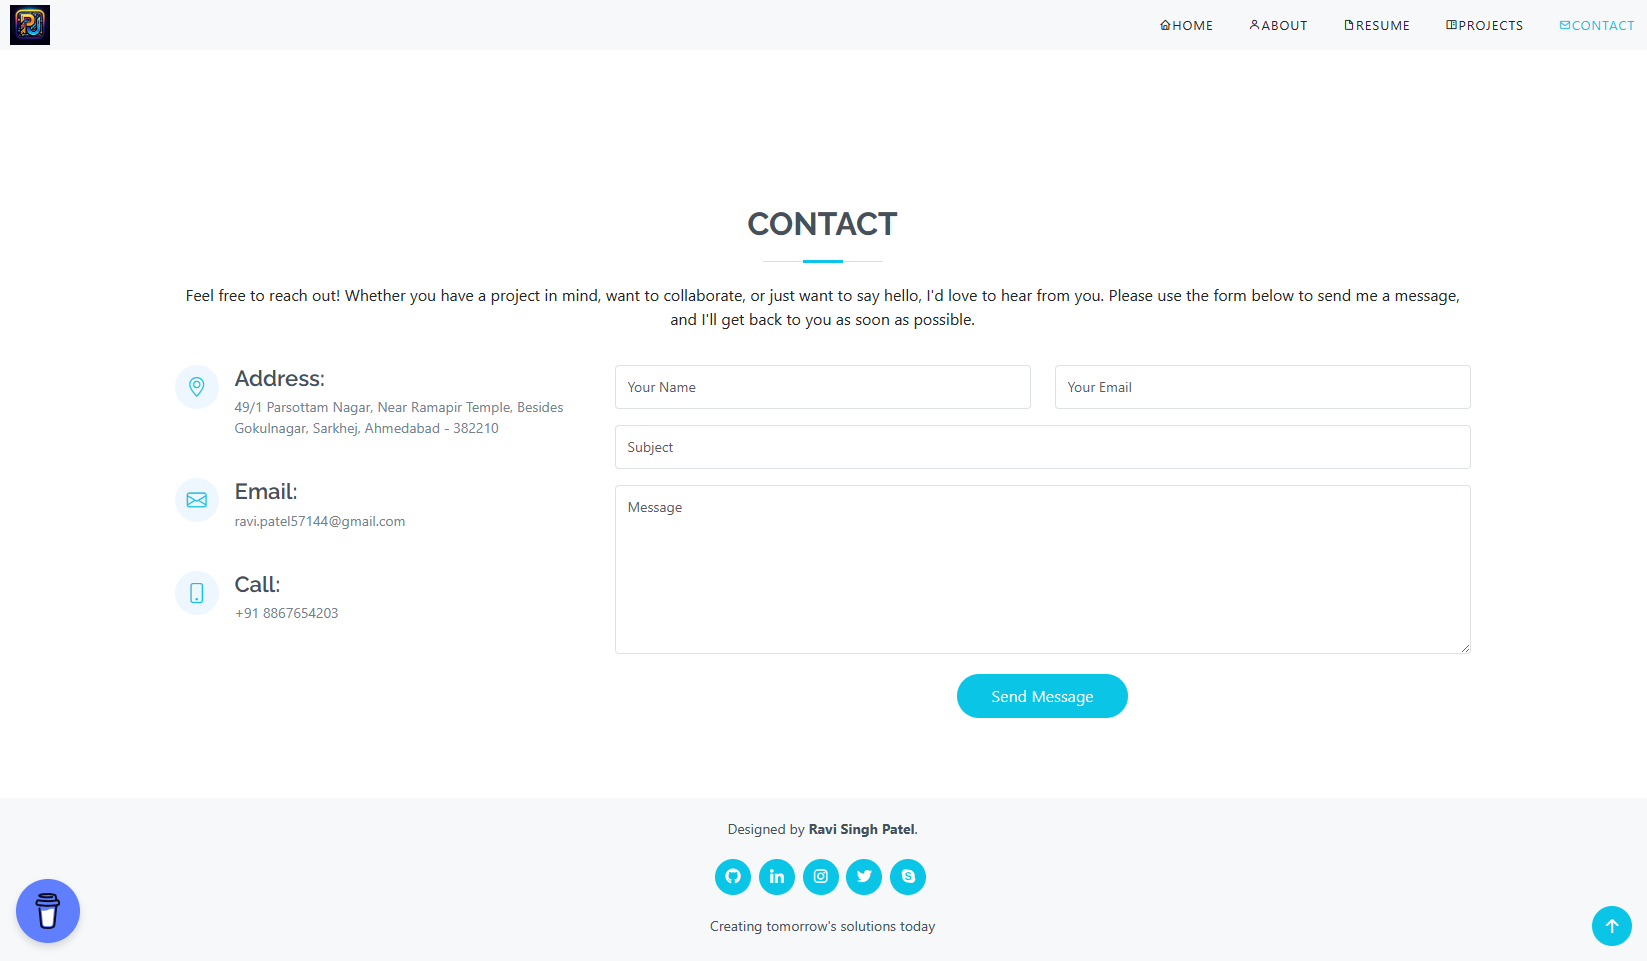 PJ
HOME
ABOUT
RESUME
PROJECTS
CONTACT
CONTACT
Feel free to reach out! Whether you have a project in mind, want to collaborate, or just want to say hello, I'd love to hear from you. Please use the form below to send me a message,
and I'll get back to you as soon as possible.
Address:
49/1 Parsottam Nagar, Near Ramapir Temple, Besides
Gokulnagar, Sarkhej, Ahmedabad - 382210
Email:
ravi.patel57144@gmail.com
Call:
+91 8867654203
Your Name
Your Email
Subject
Message
Send Message
Designed by Ravi Singh Patel.
Creating tomorrow's solutions today